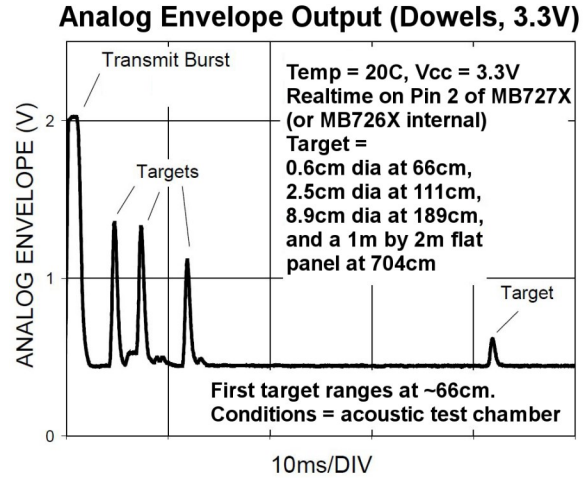 Analog Envelope Output (Dowels, 3.3V)
Transmit Burst
Temp = 20C, Vcc = 3.3V
Realtime on Pin 2 of MB727X
(or MB726X internal)
Target =
0.6cm dia at 66cm,
2.5cm dia at 111cm,
8.9cm dia at 189cm,
and a 1m by 2m flat
panel at 704cm
Targets
Target
First target ranges at ~66cm.
Conditions = acoustic test chamber
ANALOG ENVELOPE (V)
2
1
0
10ms/DIV